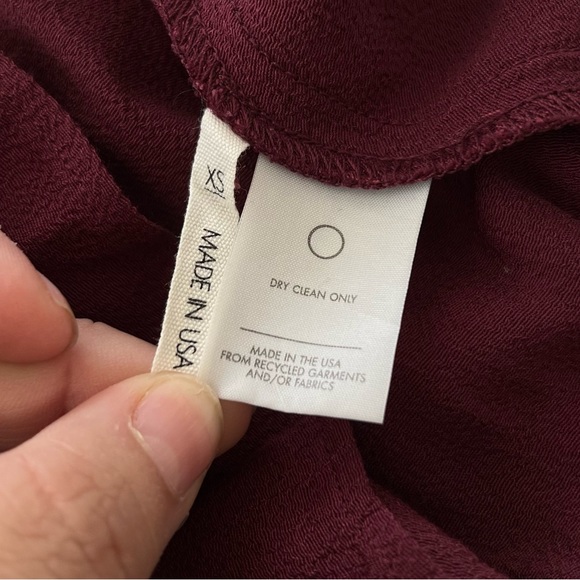 XS
MADE IN USA
DRY CLEAN ONLY
MADE IN THE USA
FROM RECYCLED GARMENTS
AND/OR FABRICS